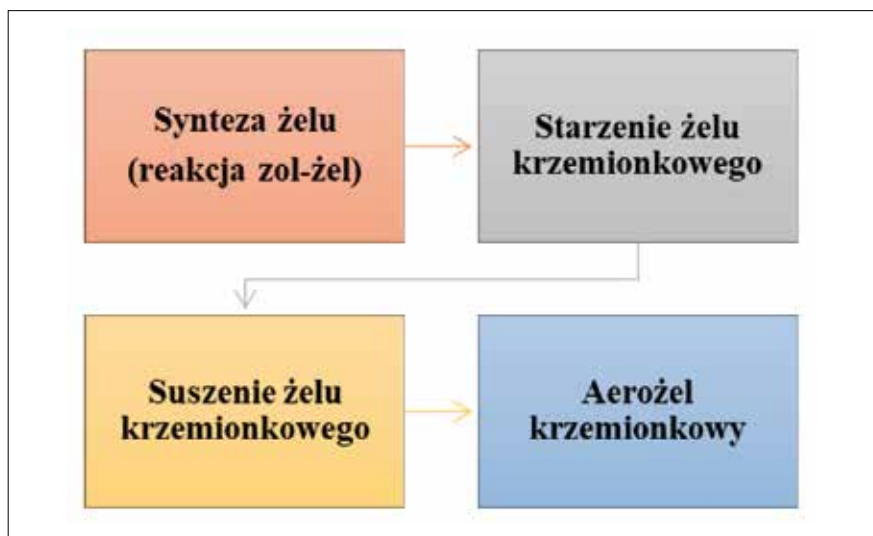 Synteza żelu
(reakcja zol-żel)
Starzenie żelu
krzemionkowego
Suszenie żelu
krzemionkowego
Aerożel
krzemionkowy